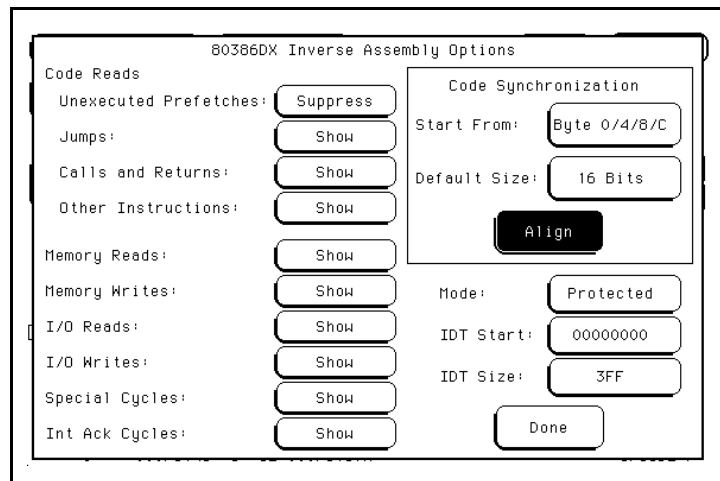 80386DX Inverse Assembly Options
Code Reads
Unexecuted Prefetches: Suppress
Jumps: Show
Calls and Returns: Show
Other Instructions: Show
Memory Reads: Show
Memory Writes: Show
I/O Reads: Show
I/O Writes: Show
Special Cycles: Show
Int Ack Cycles: Show
Code Synchronization
Start From: Byte 0/4/8/C
Default Size: 16 Bits
Align
Mode: Protected
IDT Start: 00000000
IDT Size: 3FF
Done